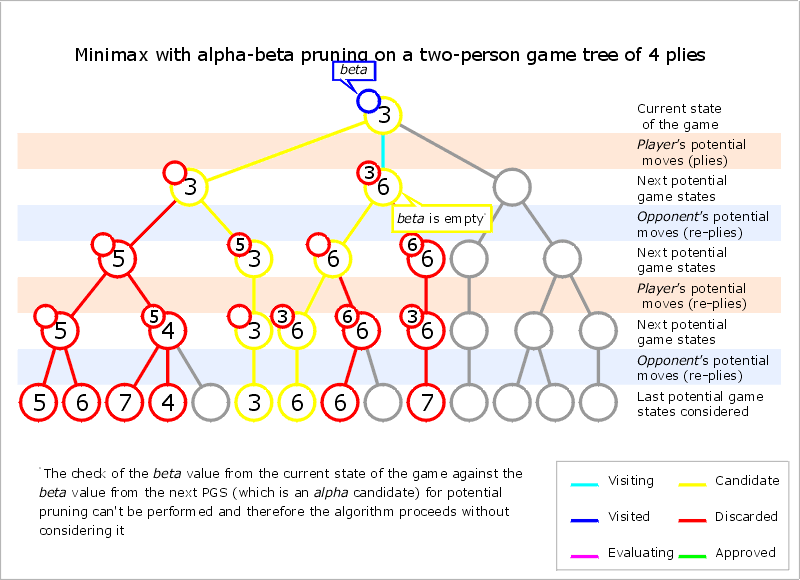 Minimax with alpha-beta pruning on a two-person game tree of 4 plies
beta
3
Current state
of the game
Player's potential
moves (plies)
3
3
6
Next potential
game states
beta is empty*
Opponent's potential
moves (re-plies)
5
5
3
6
6
6
Next potential
game states
Player's potential
moves (re-plies)
5
5
4
3
3
6
6
6
3
6
Next potential
game states
Opponent's potential
moves (re-plies)
5
6
7
4
3
6
6
7
Last potential game
states considered
*The check of the beta value from the current state of the game against the
beta value from the next PGS (which is an alpha candidate) for potential
pruning can't be performed and therefore the algorithm proceeds without
considering it
Visiting
Candidate
Visited
Discarded
Evaluating
Approved